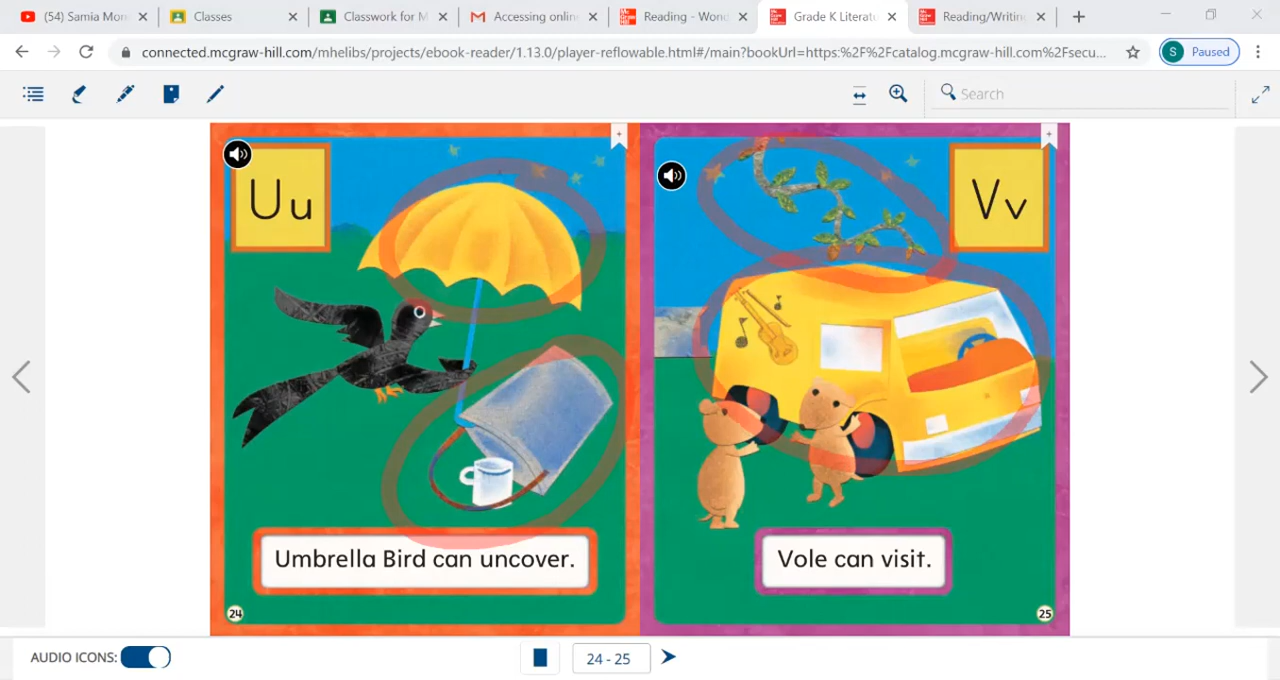 (54) Samia Mor
Classes
Classwork for M
Accessing onlin
Reading - Wond
Grade K Literatu
Reading/Writin
connected.mcgraw-hill.com/mhelibs/projects/ebook-reader/1.13.0/player-reflowable.html#/main?bookUrl=https:%2F%2Fcatalog.mcgraw-hill.com%2Fsecu...
S Paused
Search
Uu
Vv
Umbrella Bird can uncover.
Vole can visit.
24
25
AUDIO ICONS:
24 - 25